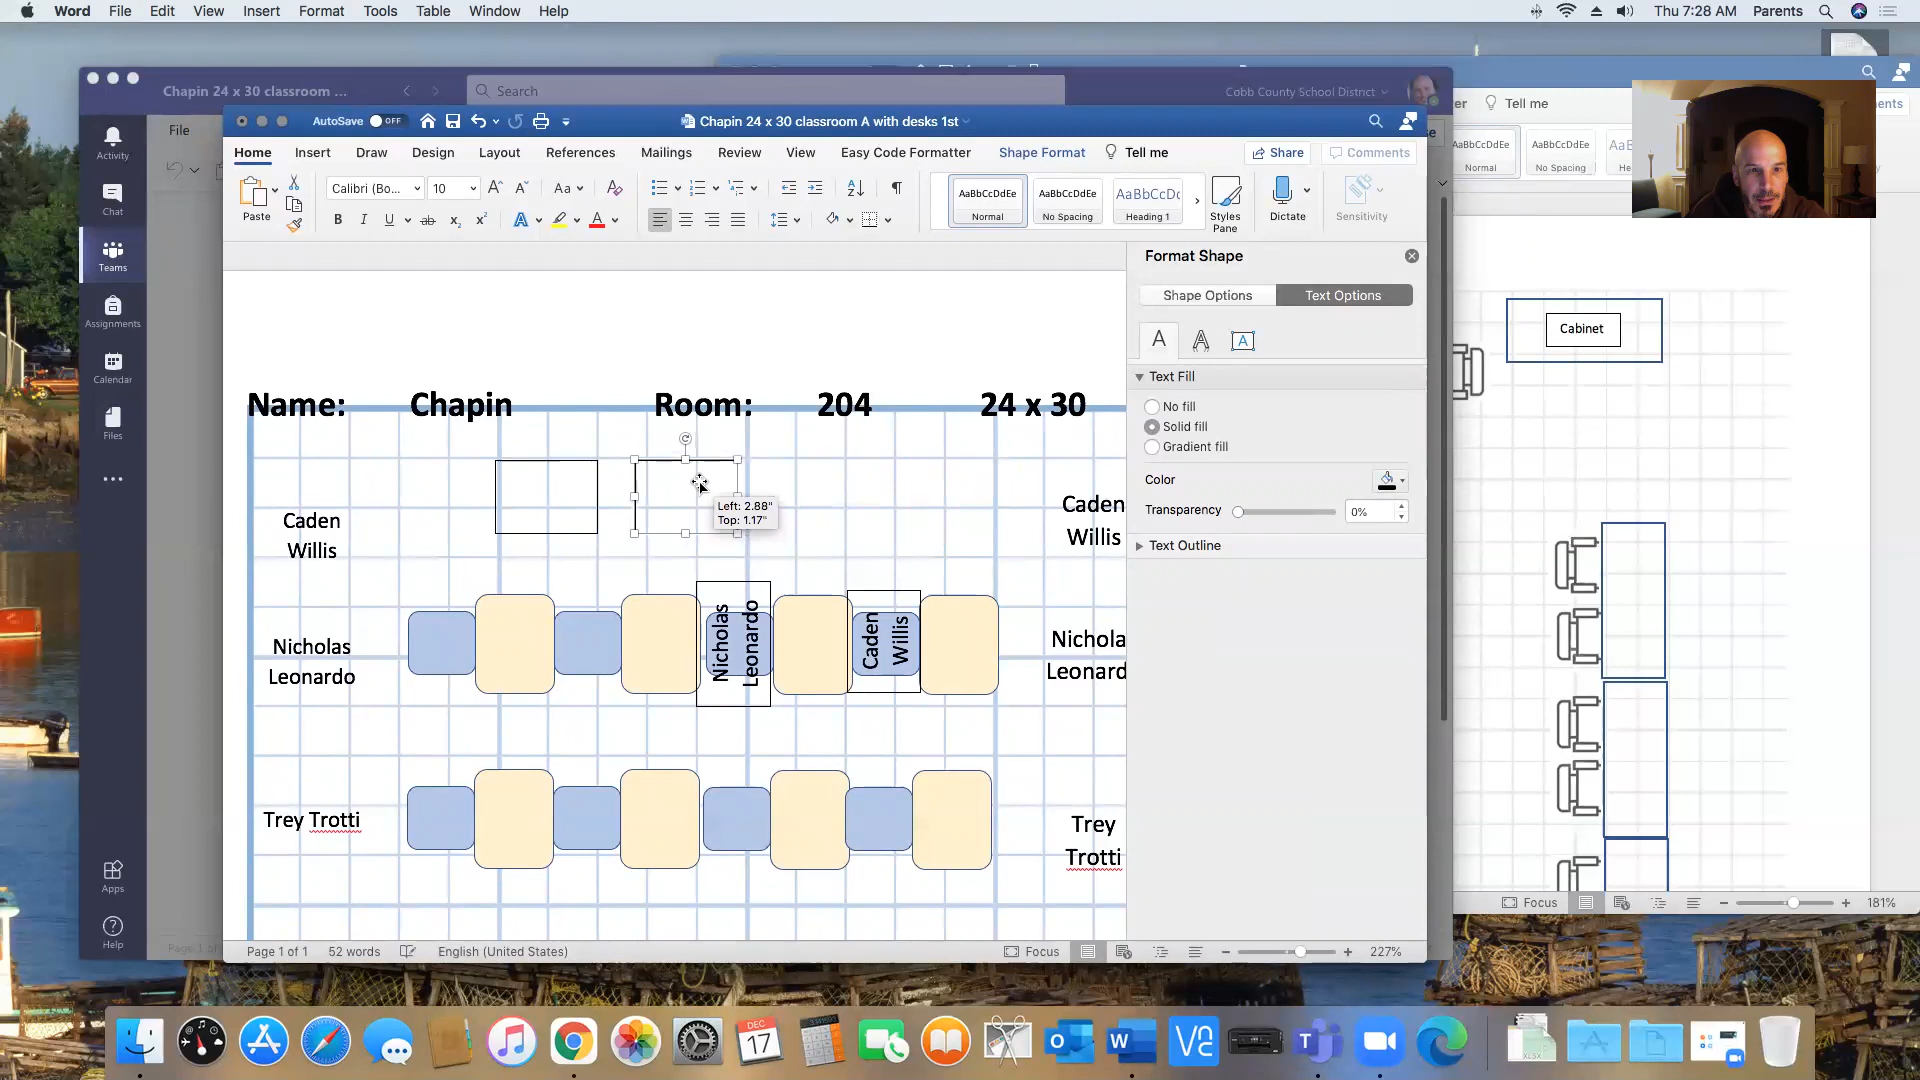 Word File Edit View Insert Format Tools Table Window Help
Thu 7:28 AM Parents
Chapin 24 x 30 classroom ...
Search
Cobb County School District
AutoSave OFF
Chapin 24 x 30 classroom A with desks 1st
Home Insert Draw Design Layout References Mailings Review View Easy Code Formatter Shape Format Tell me
Share Comments
Tell me
File
Paste
Calibri (Bo... 10
AaBbCcDdEe
Normal
AaBbCcDdEe
No Spacing
AaBbCcDc
Heading 1
Styles
Pane
Dictate
Sensitivity
AaBbCcDdEe
Normal
AaBbCcDdEe
No Spacing
Activity
Chat
Teams
Assignments
Calendar
Files
Apps
Help
Format Shape
Shape Options Text Options
Text Fill
No fill
Solid fill
Gradient fill
Color
Transparency 0%
Text Outline
Name: Chapin Room: 204 24 x 30
Left: 2.88"
Top: 1.17"
Caden
Willis
Caden
Willis
Nicholas
Leonardo
Nicholas
Leonardo
Caden
Willis
Nichola
Leonard
Trey Trotti
Trey
Trotti
Cabinet
Focus 181%
Page 1 of 1 52 words English (United States) Focus 227%
DEC
17
XLSX